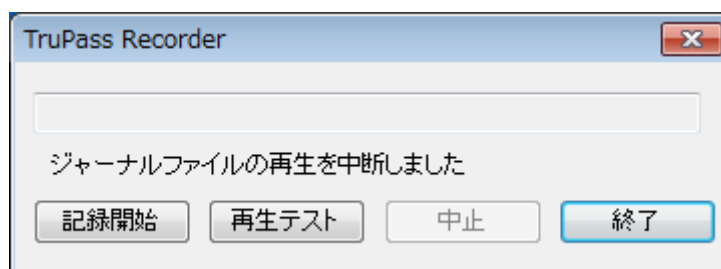 TruPass Recorder
ジャーナルファイルの再生を中断しました
記録開始 再生テスト 中止 終了